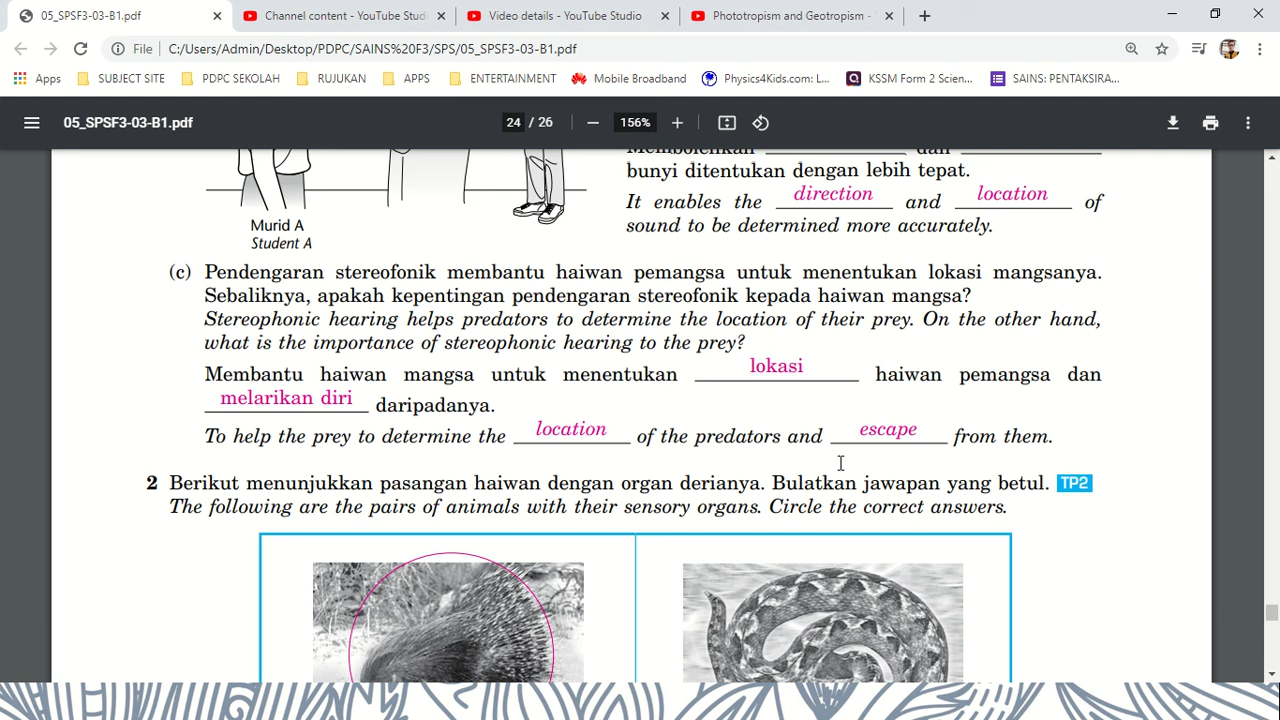 05_SPSF3-03-B1.pdf
Channel content - YouTube Studi
Video details - YouTube Studio
Phototropism and Geotropism -
File
C:/Users/Admin/Desktop/PDPC/SAINS%20F3/SPS/05_SPSF3-03-B1.pdf
Apps
SUBJECT SITE
PDPC SEKOLAH
RUJUKAN
APPS
ENTERTAINMENT
Mobile Broadband
Physics4Kids.com: L...
KSSM Form 2 Scien...
SAINS: PENTAKSIRA...
05_SPSF3-03-B1.pdf
24 / 26
156%
Membolehkan dan
bunyi ditentukan dengan lebih tepat.
It enables the direction and location of
sound to be determined more accurately.
Murid A
Student A
(c) Pendengaran stereofonik membantu haiwan pemangsa untuk menentukan lokasi mangsanya.
Sebaliknya, apakah kepentingan pendengaran stereofonik kepada haiwan mangsa?
Stereophonic hearing helps predators to determine the location of their prey. On the other hand,
what is the importance of stereophonic hearing to the prey?
Membantu haiwan mangsa untuk menentukan lokasi haiwan pemangsa dan
melarikan diri daripadanya.
To help the prey to determine the location of the predators and escape from them.
2 Berikut menunjukkan pasangan haiwan dengan organ derianya. Bulatkan jawapan yang betul. TP2
The following are the pairs of animals with their sensory organs. Circle the correct answers.